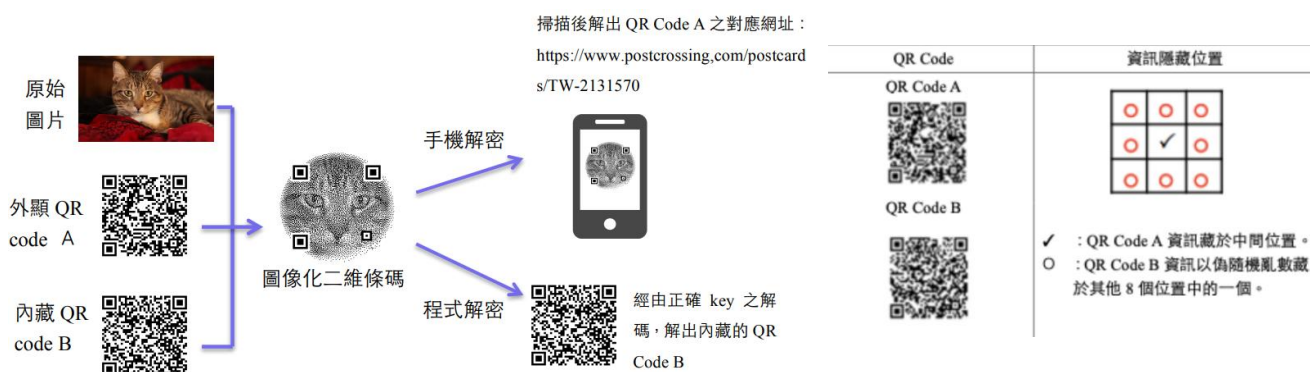 原始
圖片
外顯 QR
code A
內藏 QR
code B
圖像化二維條碼
手機解密
程式解密
掃描後解出 QR Code A 之對應網址：
https://www.postcrossing,com/postcard
s/TW-2131570
經由正確 key 之解
碼，解出內藏的 QR
Code B
QR Code
資訊隱藏位置
QR Code A
QR Code B
✓ ：QR Code A 資訊藏於中間位置。
○ ：QR Code B 資訊以偽隨機亂數藏
於其他 8 個位置中的一個。